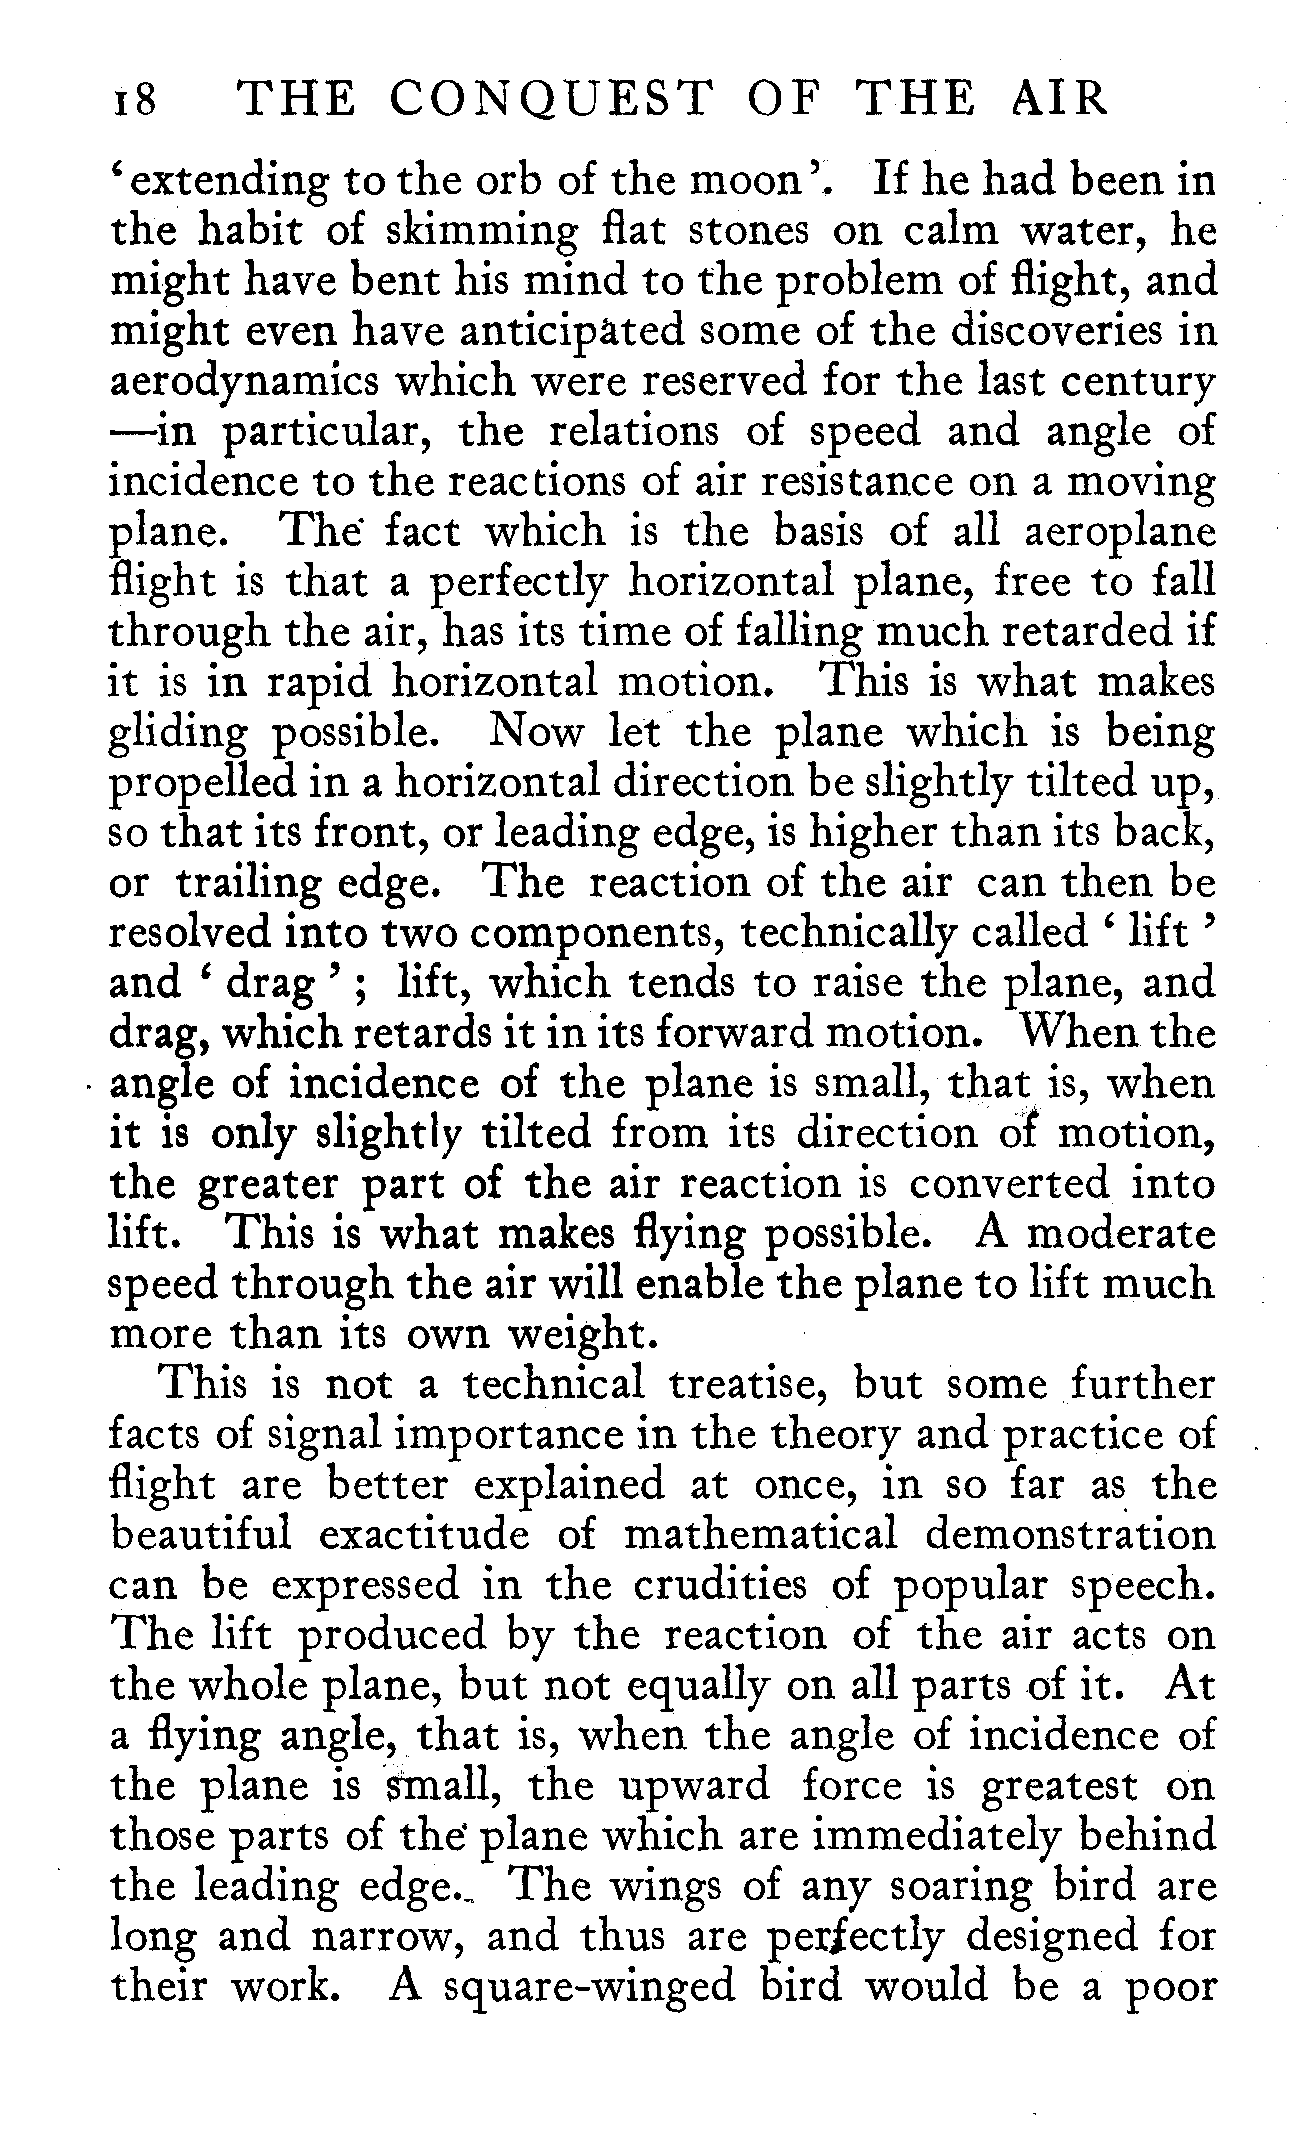 18 THE CONQUEST OF THE AIR
‘extending to the orb of the moon’. If he had been in
the habit of skimming flat stones on calm water, he
might have bent his mind to the problem of flight, and
might even have anticipated some of the discoveries in
aerodynamics which were reserved for the last century
—in particular, the relations of speed and angle of
incidence to the reactions of air resistance on a moving
plane. The fact which is the basis of all aeroplane
flight is that a perfectly horizontal plane, free to fall
through the air, has its time of falling much retarded if
it is in rapid horizontal motion. This is what makes
gliding possible. Now let the plane which is being
propelled in a horizontal direction be slightly tilted up,
so that its front, or leading edge, is higher than its back,
or trailing edge. The reaction of the air can then be
resolved into two components, technically called ‘ lift ’
and ‘ drag ’ ; lift, which tends to raise the plane, and
drag, which retards it in its forward motion. When the
angle of incidence of the plane is small, that is, when
it is only slightly tilted from its direction of motion,
the greater part of the air reaction is converted into
lift. This is what makes flying possible. A moderate
speed through the air will enable the plane to lift much
more than its own weight.
This is not a technical treatise, but some further
facts of signal importance in the theory and practice of
flight are better explained at once, in so far as the
beautiful exactitude of mathematical demonstration
can be expressed in the crudities of popular speech.
The lift produced by the reaction of the air acts on
the whole plane, but not equally on all parts of it. At
a flying angle, that is, when the angle of incidence of
the plane is small, the upward force is greatest on
those parts of the plane which are immediately behind
the leading edge. The wings of any soaring bird are
long and narrow, and thus are perfectly designed for
their work. A square-winged bird would be a poor